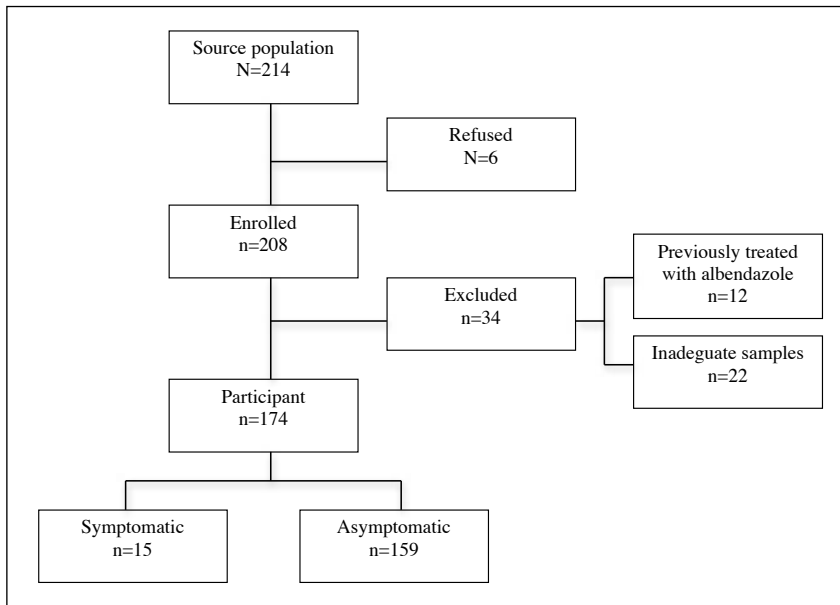 Source population
N=214
Refused
N=6
Enrolled
n=208
Previously treated
with albendazole
n=12
Excluded
n=34
Inadeguate samples
n=22
Participant
n=174
Symptomatic
n=15
Asymptomatic
n=159